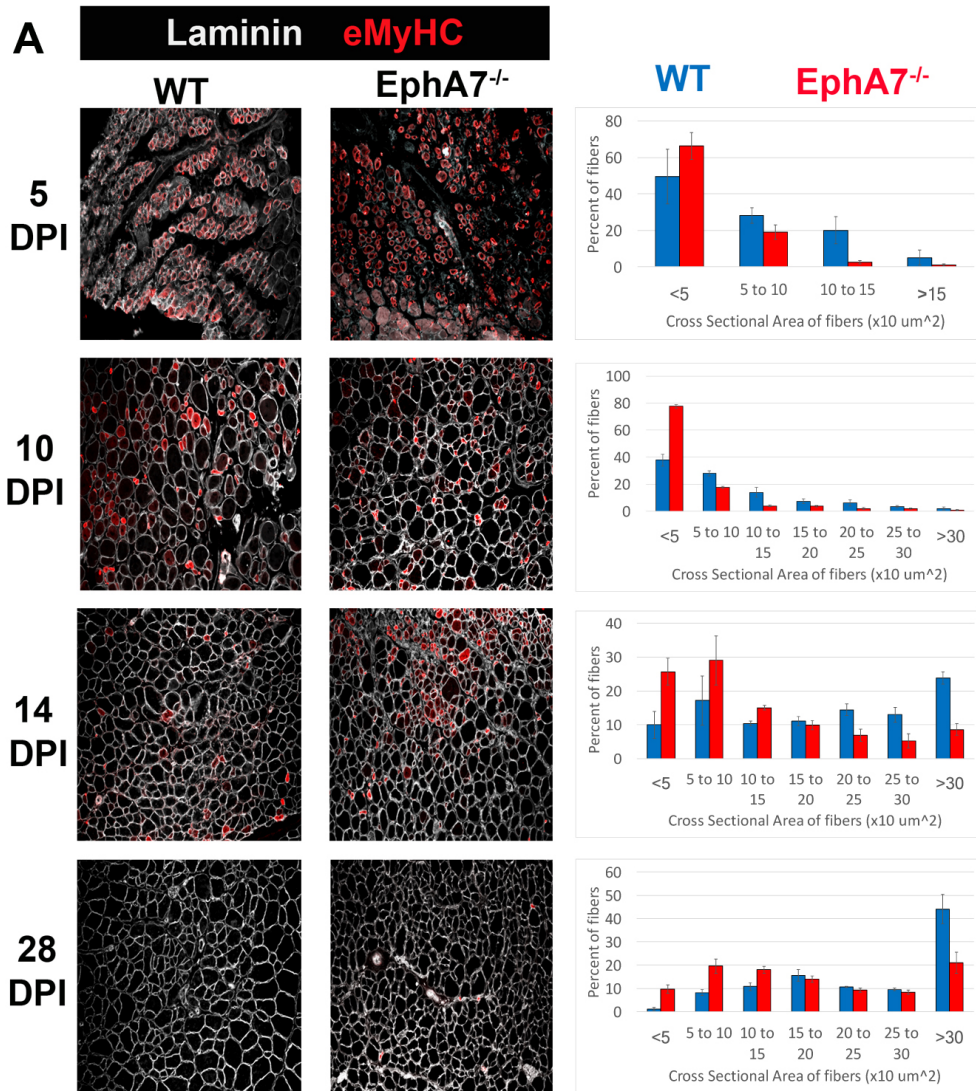 A
Laminin eMyHC
WT EphA7-/-
WT EphA7-/-
5
DPI
80
60
40
20
0
Percent of fibers
<5 5 to 10 10 to 15 >15
Cross Sectional Area of fibers (x10 um^2)
10
DPI
100
80
60
40
20
0
Percent of fibers
<5 5 to 10 10 to 15 15 to 20 20 to 25 25 to 30 >30
Cross Sectional Area of fibers (x10 um^2)
14
DPI
40
30
20
10
0
Percent of fibers
<5 5 to 10 10 to 15 15 to 20 20 to 25 25 to 30 >30
Cross Sectional Area of fibers (x10 um^2)
28
DPI
50
40
30
20
10
0
Percent of fibers
<5 5 to 10 10 to 15 15 to 20 20 to 25 25 to 30 >30
Cross Sectional Area of fibers (x10 um^2)